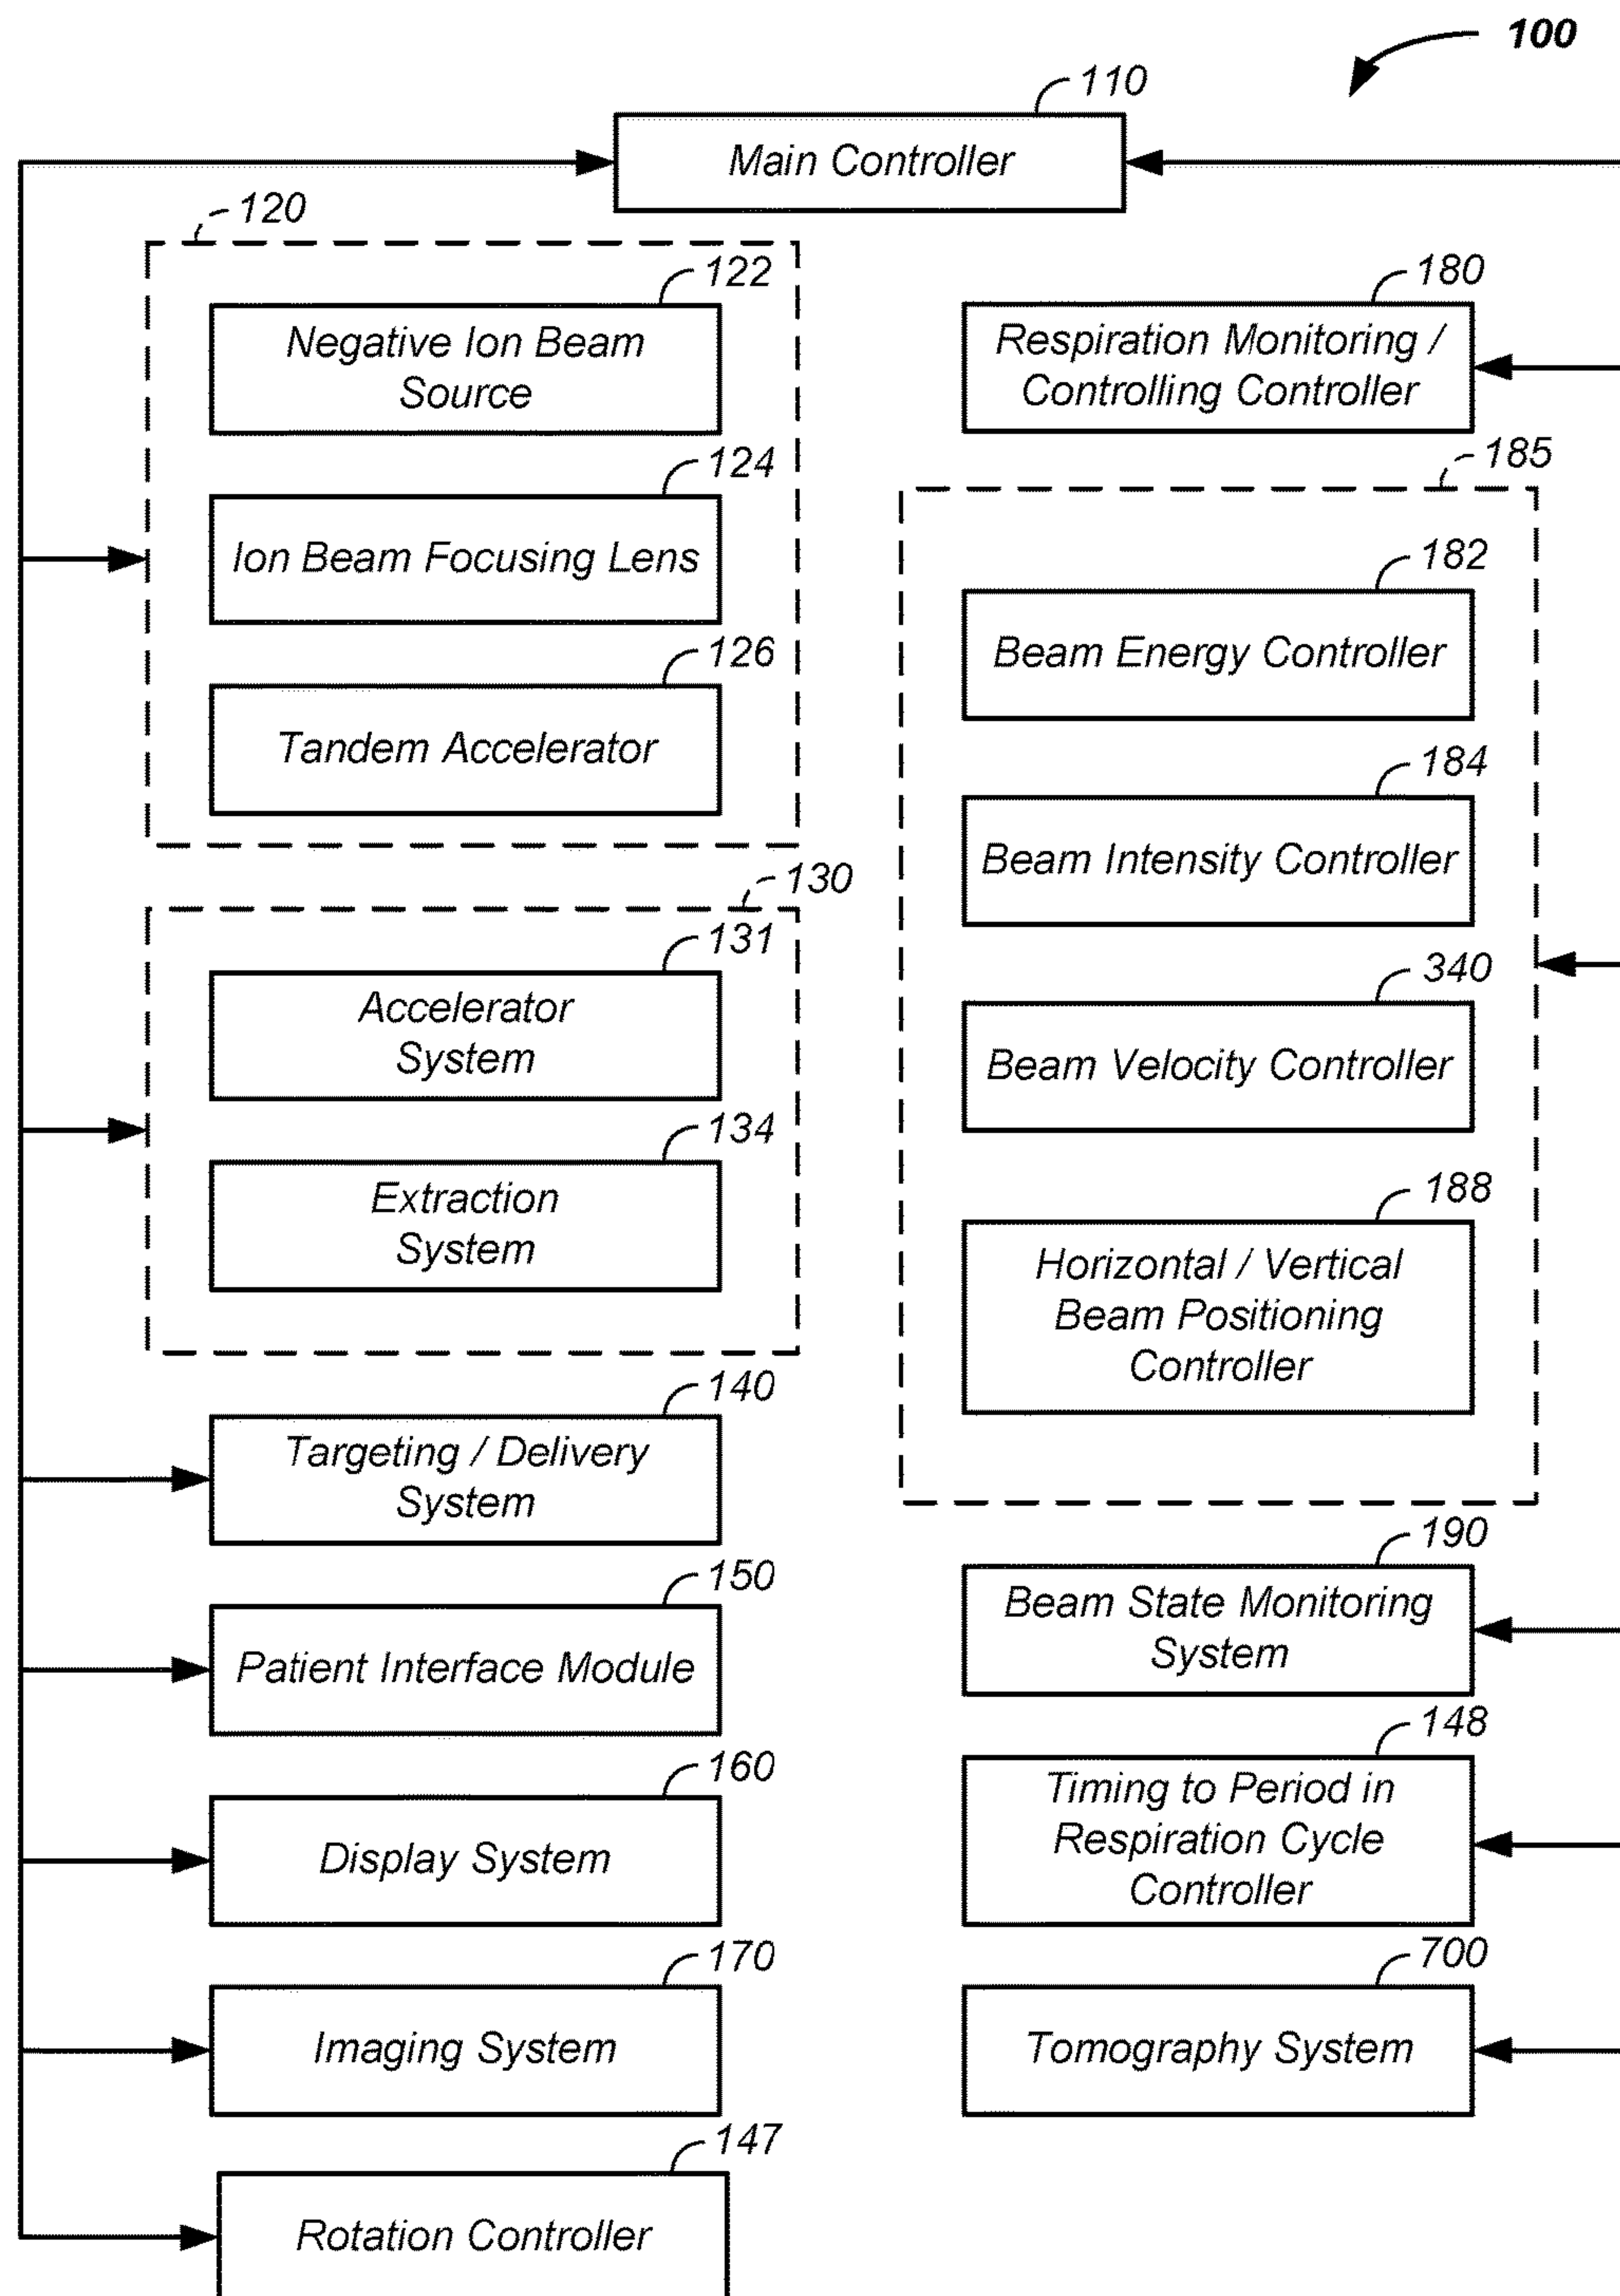 100
110
Main Controller
120
122
Negative Ion Beam
Source
124
Ion Beam Focusing Lens
126
Tandem Accelerator
130
131
Accelerator
System
134
Extraction
System
140
Targeting / Delivery
System
150
Patient Interface Module
160
Display System
170
Imaging System
147
Rotation Controller
180
Respiration Monitoring /
Controlling Controller
185
182
Beam Energy Controller
184
Beam Intensity Controller
340
Beam Velocity Controller
188
Horizontal / Vertical
Beam Positioning
Controller
190
Beam State Monitoring
System
148
Timing to Period in
Respiration Cycle
Controller
700
Tomography System